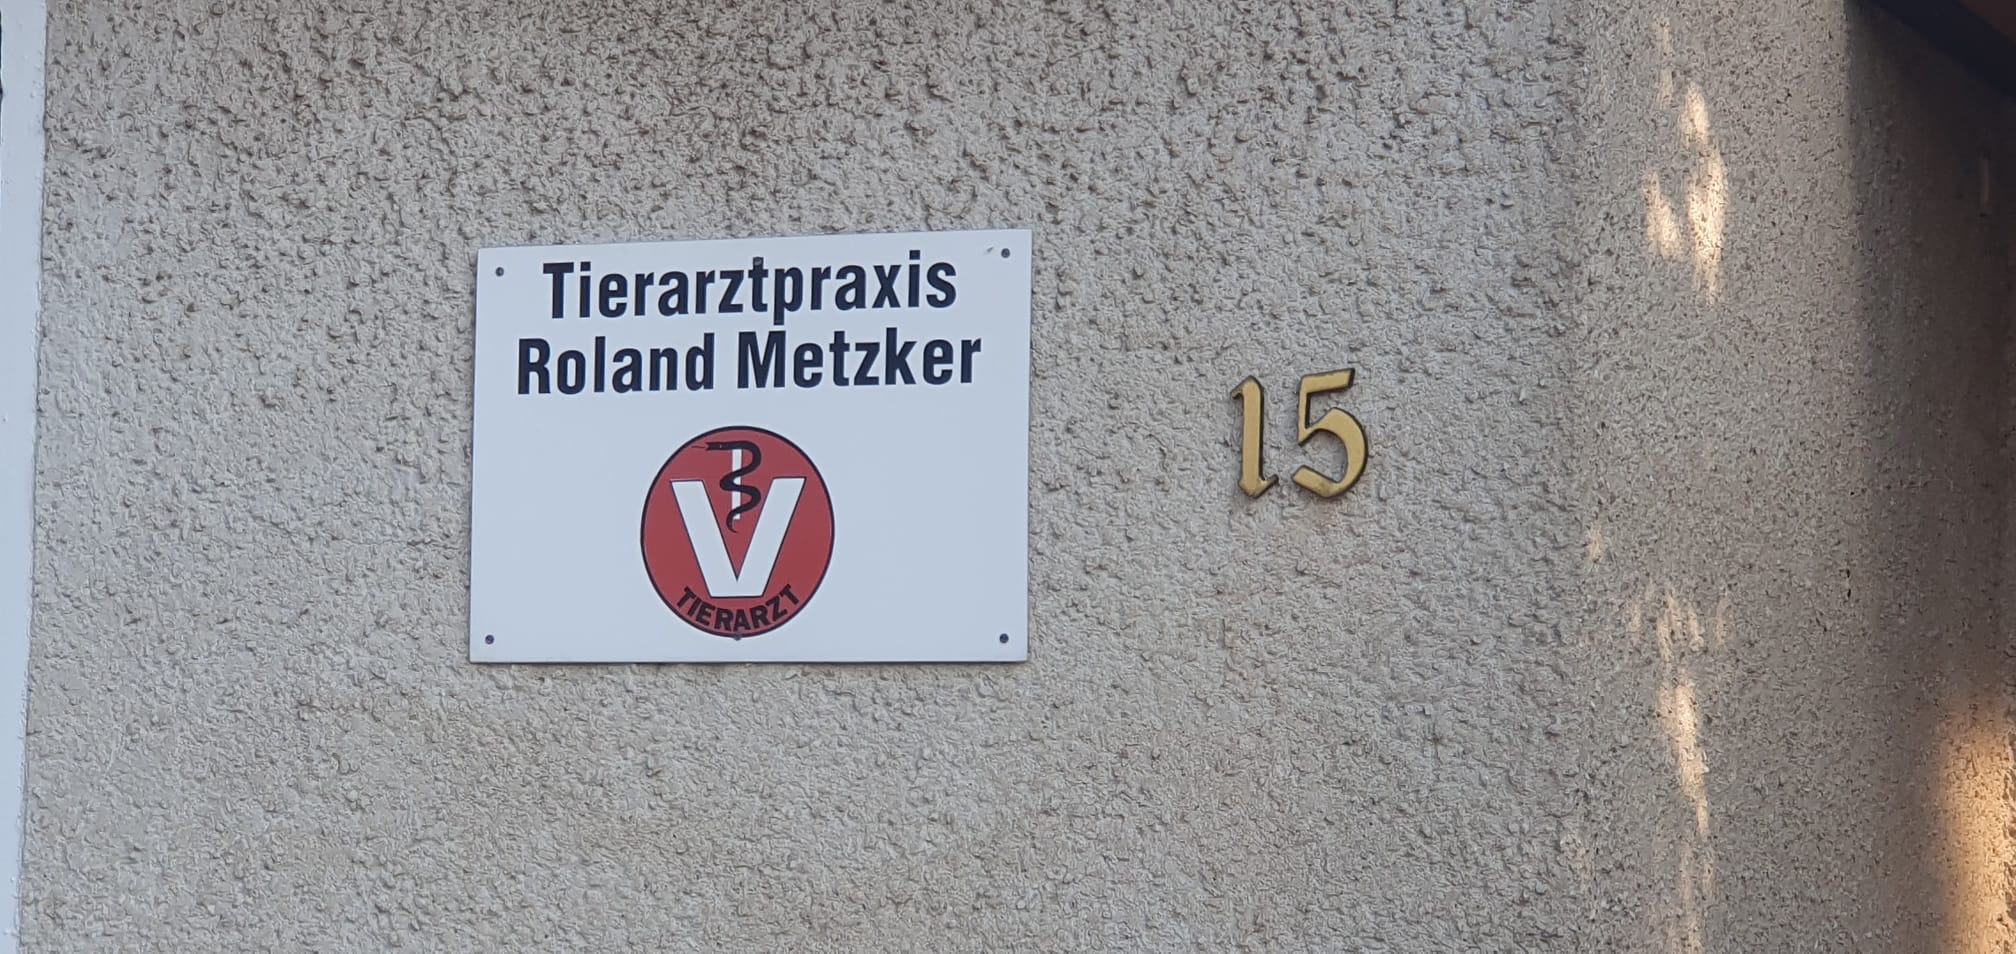 Tierarztpraxis
Roland Metzker
V
TIERARZT
15